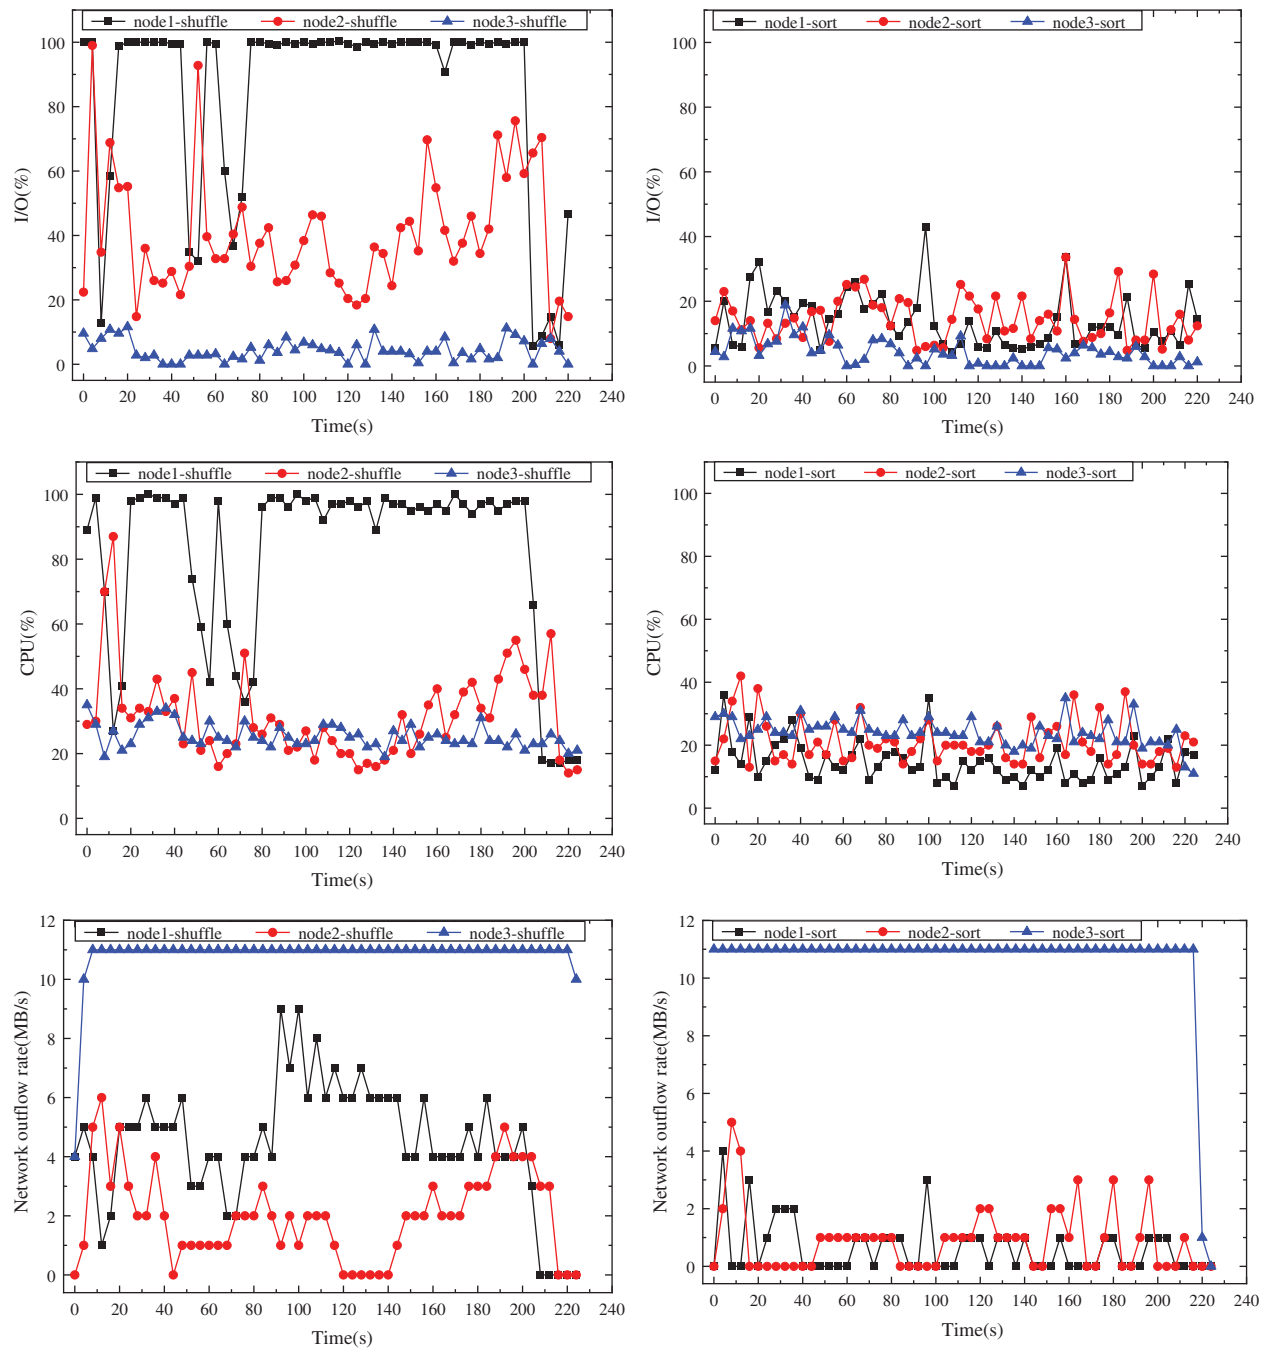 node1-shuffle node2-shuffle node3-shuffle
100
80
60
40
20
0
I/O(%)
0 20 40 60 80 100 120 140 160 180 200 220 240
Time(s)
node1-sort node2-sort node3-sort
100
80
60
40
20
0
I/O(%)
0 20 40 60 80 100 120 140 160 180 200 220 240
Time(s)
node1-shuffle node2-shuffle node3-shuffle
100
80
60
40
20
0
CPU(%)
0 20 40 60 80 100 120 140 160 180 200 220 240
Time(s)
node1-sort node2-sort node3-sort
100
80
60
40
20
0
CPU(%)
0 20 40 60 80 100 120 140 160 180 200 220 240
Time(s)
node1-shuffle node2-shuffle node3-shuffle
12
10
8
6
4
2
0
Network outflow rate(MB/s)
0 20 40 60 80 100 120 140 160 180 200 220 240
Time(s)
node1-sort node2-sort node3-sort
12
10
8
6
4
2
0
Network outflow rate(MB/s)
0 20 40 60 80 100 120 140 160 180 200 220 240
Time(s)